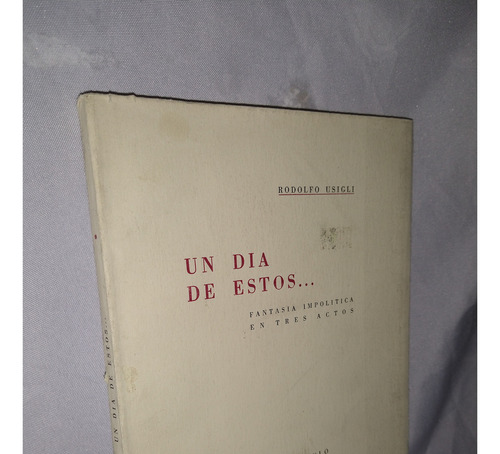 RODOLFO USIGLI
UN DIA
DE ESTOS...
FANTASIA IMPOLITICA
EN TRES ACTOS
UN DIA DE ESTOS...